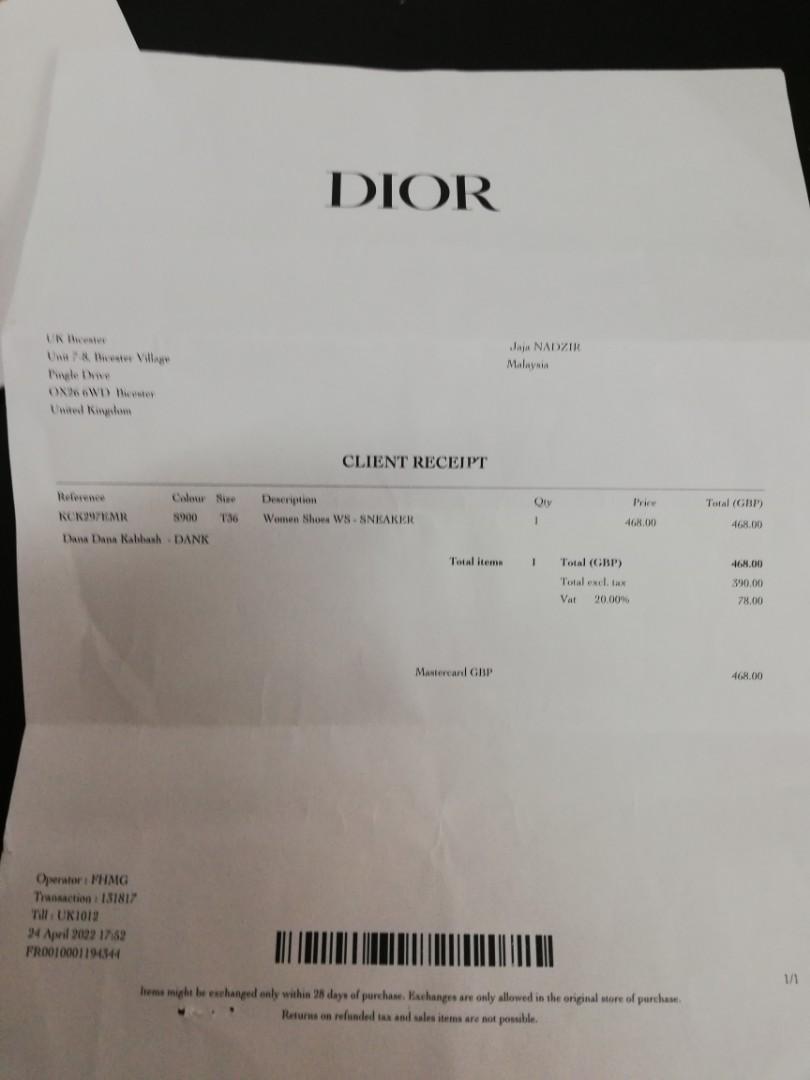 DIOR
UK Bicester
Unit 7-8, Bicester Village
Pingle Drive
OX26 6WD Bicester
United Kingdom
Jaja NADZIR
Malaysia
CLIENT RECEIPT
Reference Colour Size Description Qty Price Total (GBP)
KCK297EMR S900 T36 Women Shoes WS - SNEAKER 1 468.00 468.00
Dana Dana Kabbash - DANK
Total items 1 Total (GBP) 468.00
Total excl. tax 390.00
Vat 20.00% 78.00
Mastercard GBP 468.00
Operator : FHMG
Transaction : 131817
Till : UK1012
24 April 2022 17:52
FR0010001194344
1/1
Items might be exchanged only within 28 days of purchase. Exchanges are only allowed in the original store of purchase.
Returns on refunded tax and sales items are not possible.